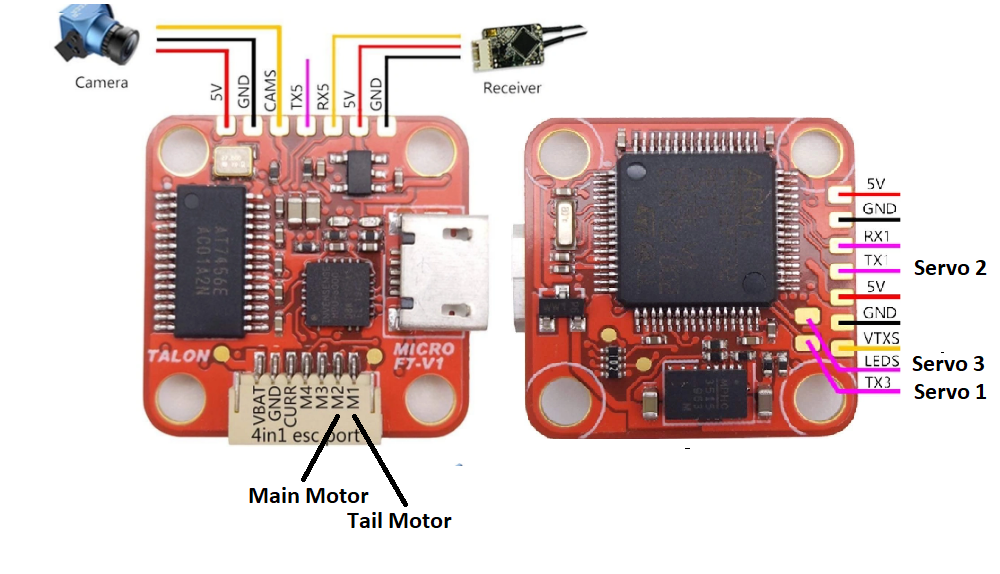 Camera
Receiver
5V
GND
CAMS
TX5
RX5
5V
GND
AT7456E
AC01A2N
TALON
MICRO
F7-V1
VBAT
GND
CURR
M4
M3
M2
M1
4in1 esc port
Main Motor
Tail Motor
5V
GND
RX1
TX1
Servo 2
5V
GND
VTXS
LEDS
Servo 3
TX3
Servo 1